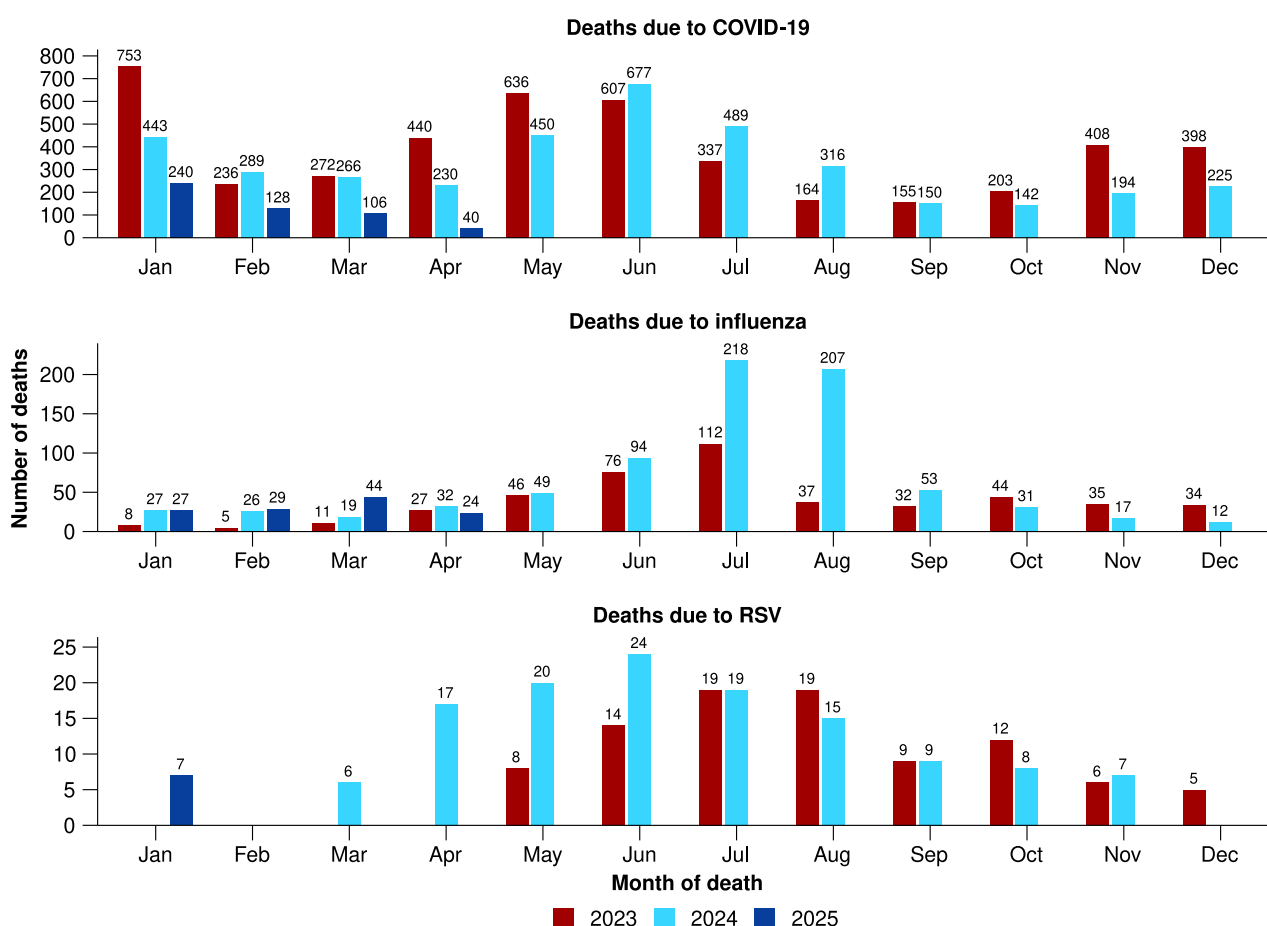 Deaths due to COVID-19
800
700
600
500
400
300
200
100
0
753 443 240
236 289 128
272 266 106
440 230 40
636 450
607 677
337 489
164 316
155 150
203 142
408 194
398 225
Jan Feb Mar Apr May Jun Jul Aug Sep Oct Nov Dec
Number of deaths
Deaths due to influenza
200
150
100
50
0
8 27 27
5 26 29
11 19 44
27 32 24
46 49
76 94
112 218
37 207
32 53
44 31
35 17
34 12
Jan Feb Mar Apr May Jun Jul Aug Sep Oct Nov Dec
Deaths due to RSV
25
20
15
10
5
0
7
6
17
8 20
14 24
19 19
19 15
9 9
12 8
6 7
5
Jan Feb Mar Apr May Jun Jul Aug Sep Oct Nov Dec
Month of death
2023 2024 2025